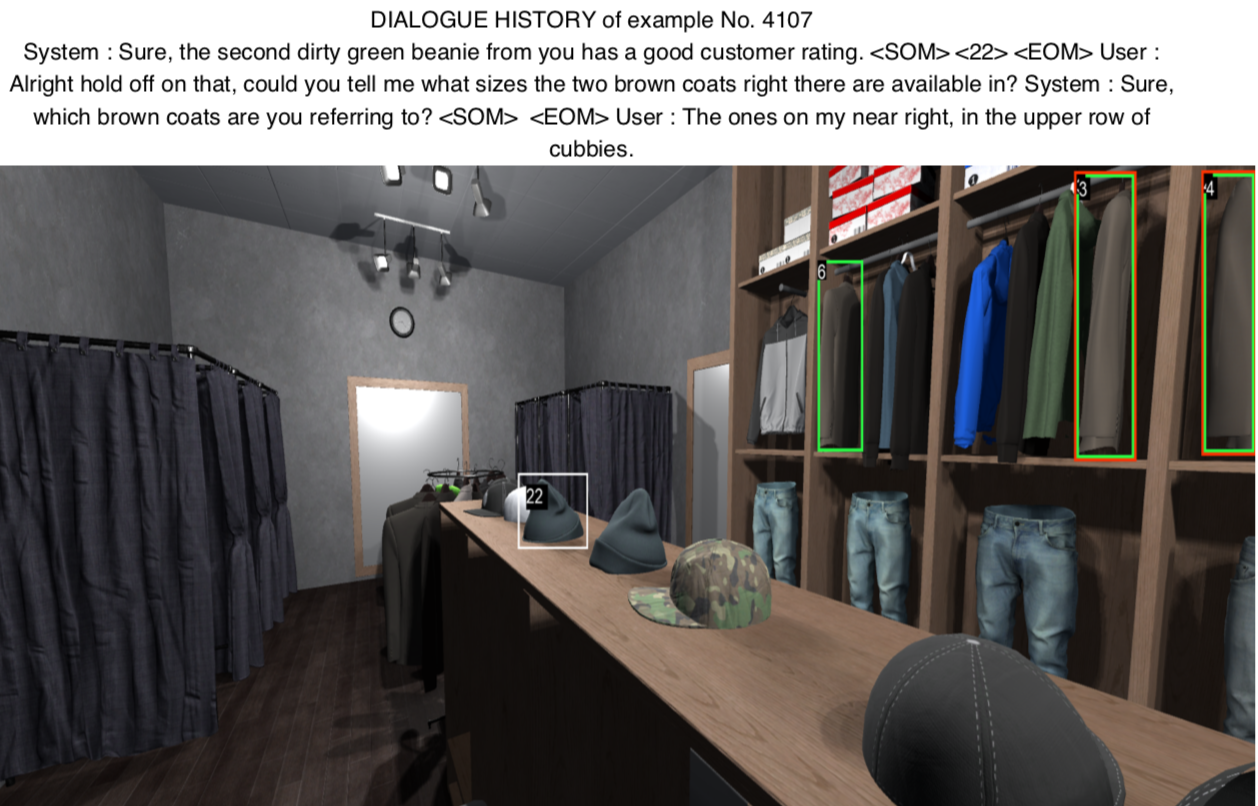 DIALOGUE HISTORY of example No. 4107
System : Sure, the second dirty green beanie from you has a good customer rating. <SOM> <22> <EOM> User :
Alright hold off on that, could you tell me what sizes the two brown coats right there are available in? System : Sure,
which brown coats are you referring to? <SOM>  <EOM> User : The ones on my near right, in the upper row of
cubbies.
3
4
6
22